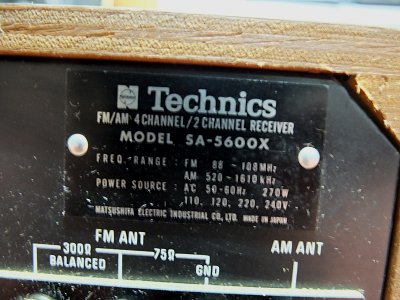 Technics
FM/AM 4 CHANNEL/2 CHANNEL RECEIVER
MODEL SA-5600X
FREQ. RANGE: FM 88 - 108MHz
AM 520-1610kHz
POWER SOURCE: AC 50-60Hz 270W
110, 120, 220, 240V
MATSUSHITA ELECTRIC INDUSTRIAL CO., LTD. MADE IN JAPAN
FM ANT
AM ANT
300Ω
BALANCED
75Ω
GND